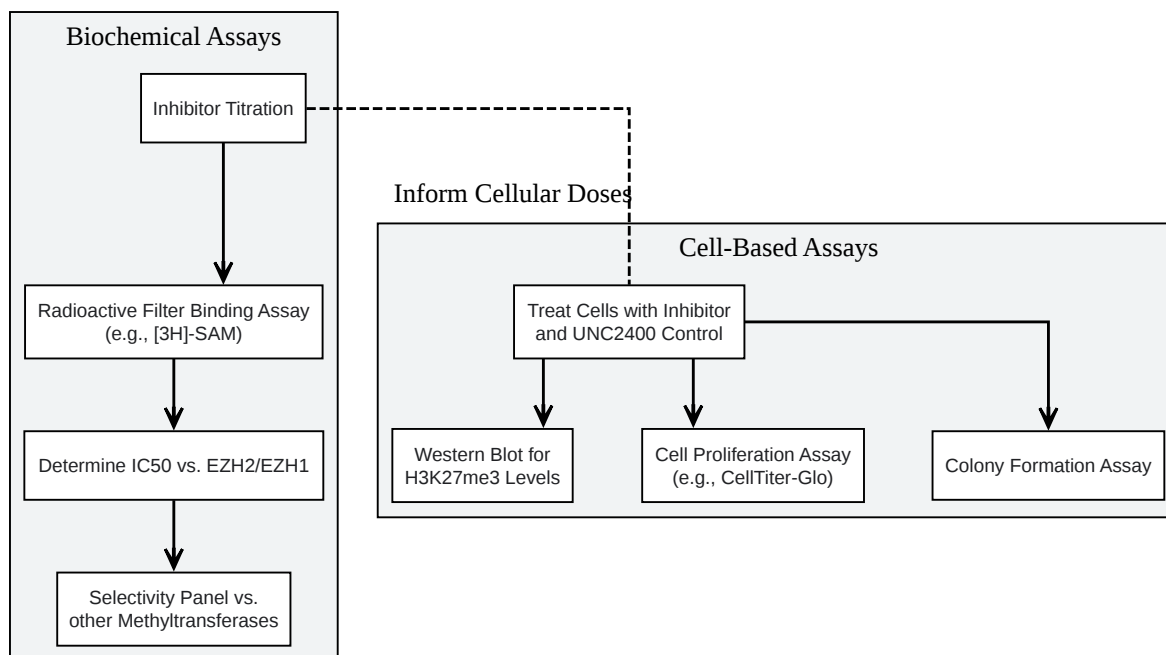 Biochemical Assays
Inhibitor Titration
Radioactive Filter Binding Assay
(e.g., [3H]-SAM)
Determine IC50 vs. EZH2/EZH1
Selectivity Panel vs.
other Methyltransferases
Inform Cellular Doses
Cell-Based Assays
Treat Cells with Inhibitor
and UNC2400 Control
Western Blot for
H3K27me3 Levels
Cell Proliferation Assay
(e.g., CellTiter-Glo)
Colony Formation Assay